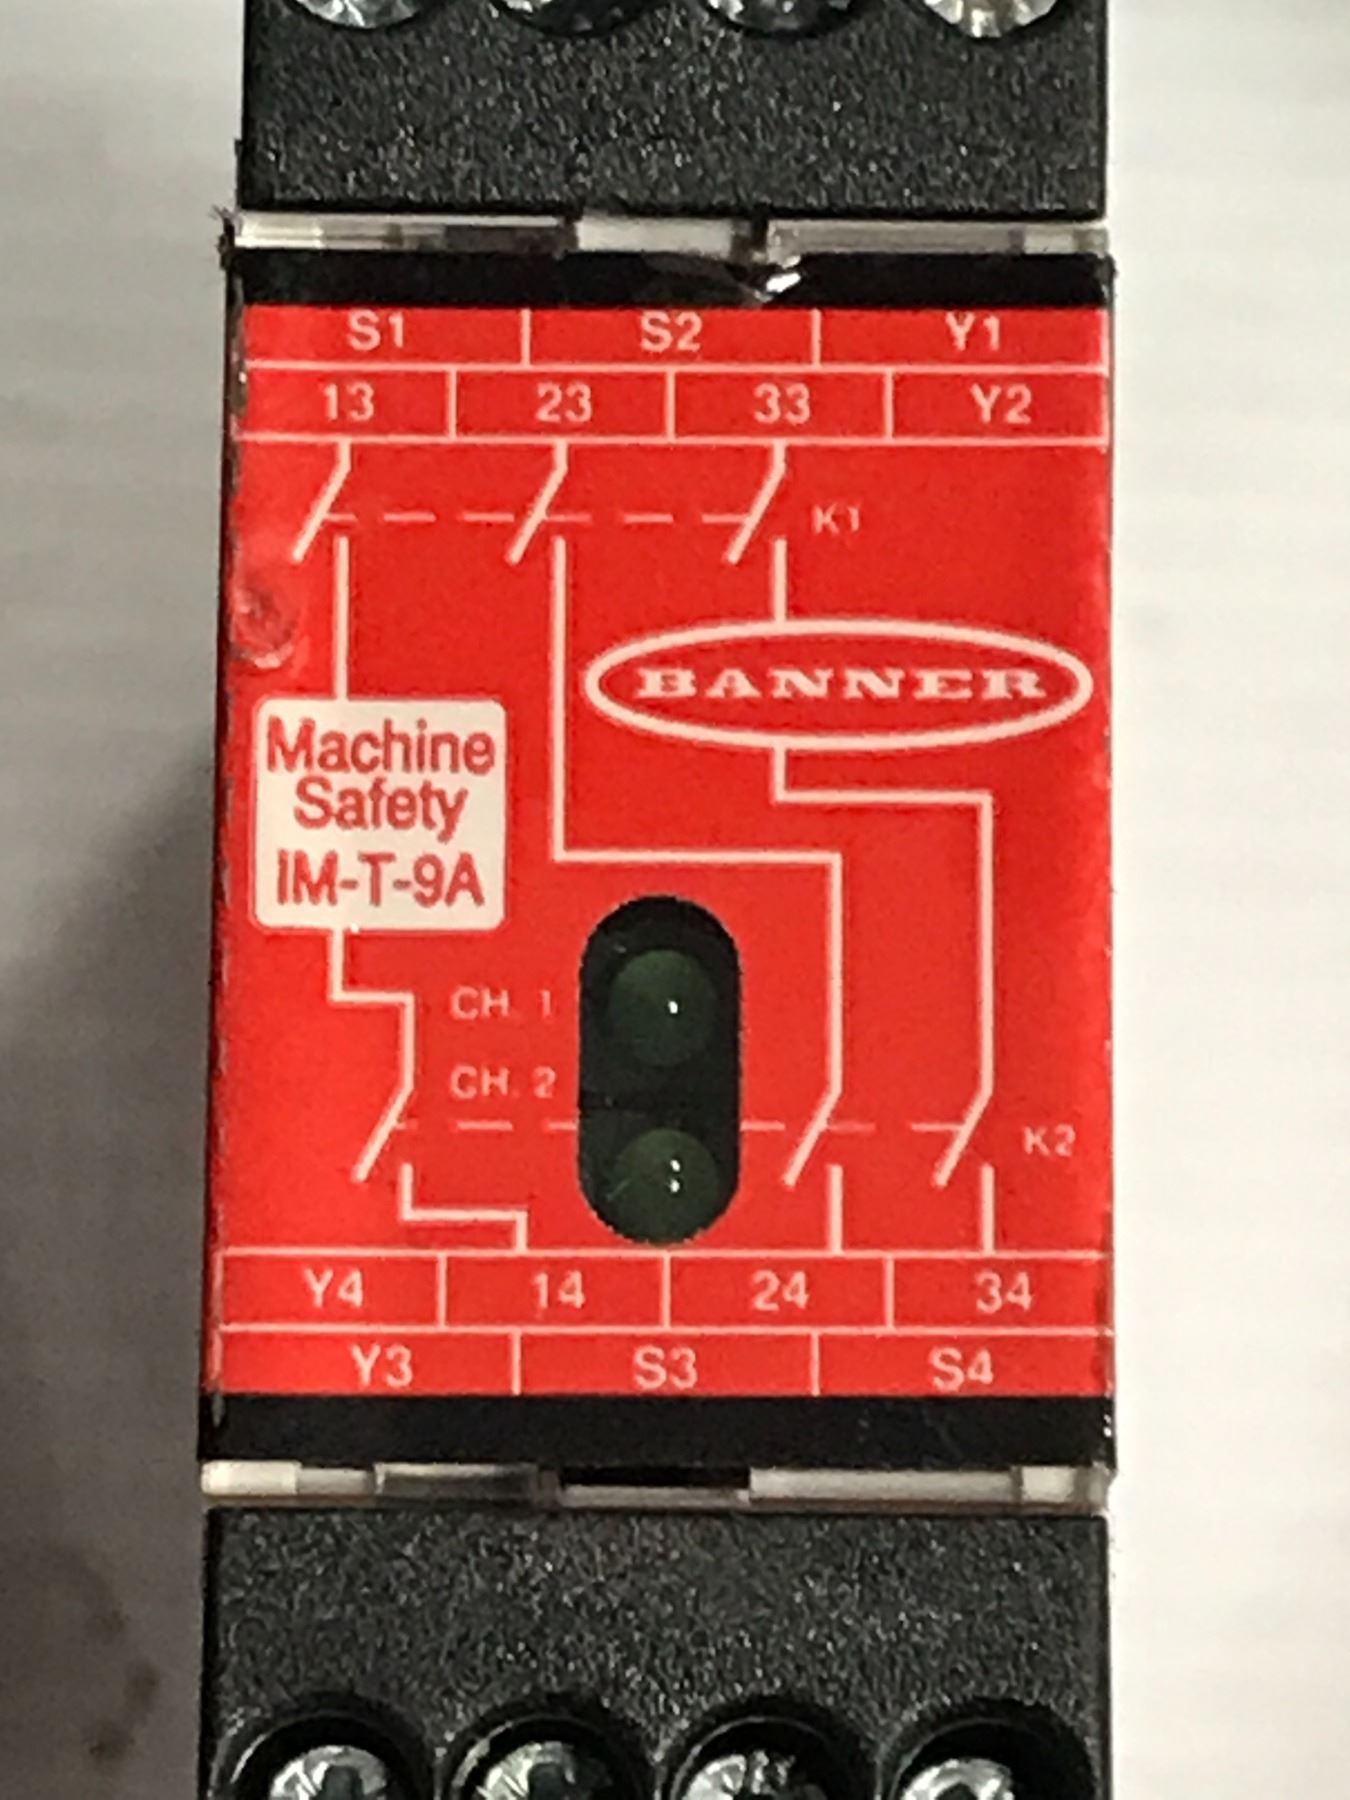 S1 S2 Y1
13 23 33 Y2
K1
BANNER
Machine
Safety
IM-T-9A
CH. 1
CH. 2
K2
Y4 14 24 34
Y3 S3 S4